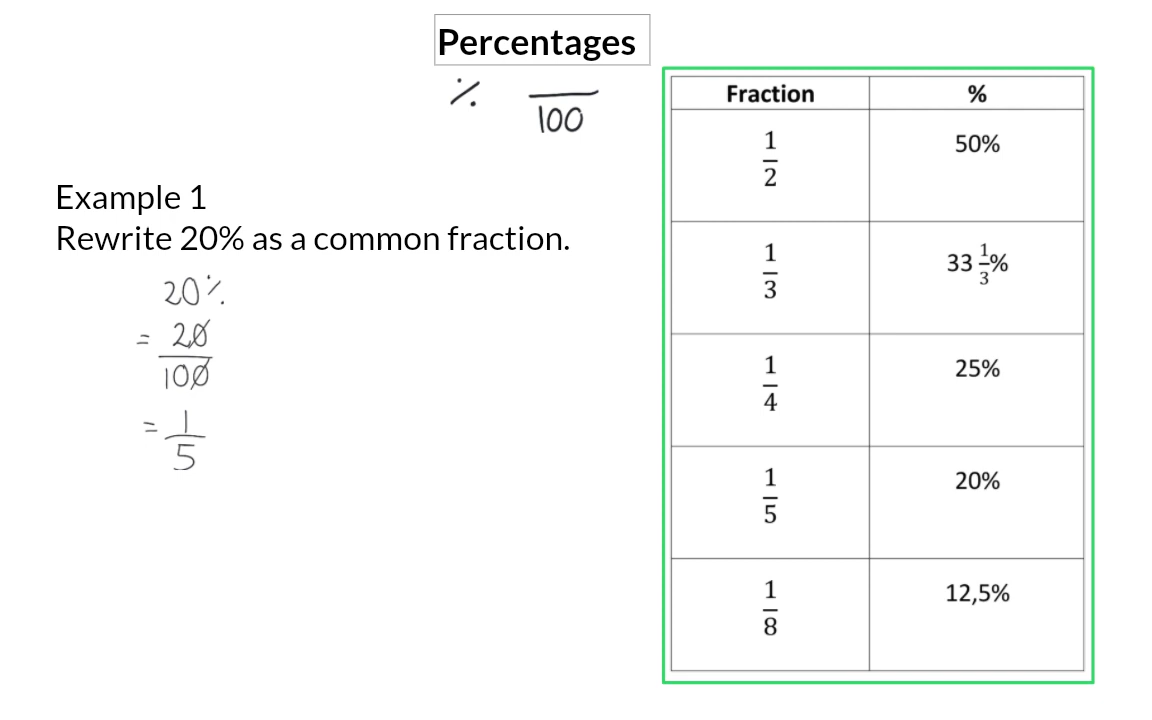 Percentages
% /100
Example 1
Rewrite 20% as a common fraction.
20%
= 20/100
= 1/5
Fraction %
1/2 50%
1/3 33 1/3%
1/4 25%
1/5 20%
1/8 12,5%